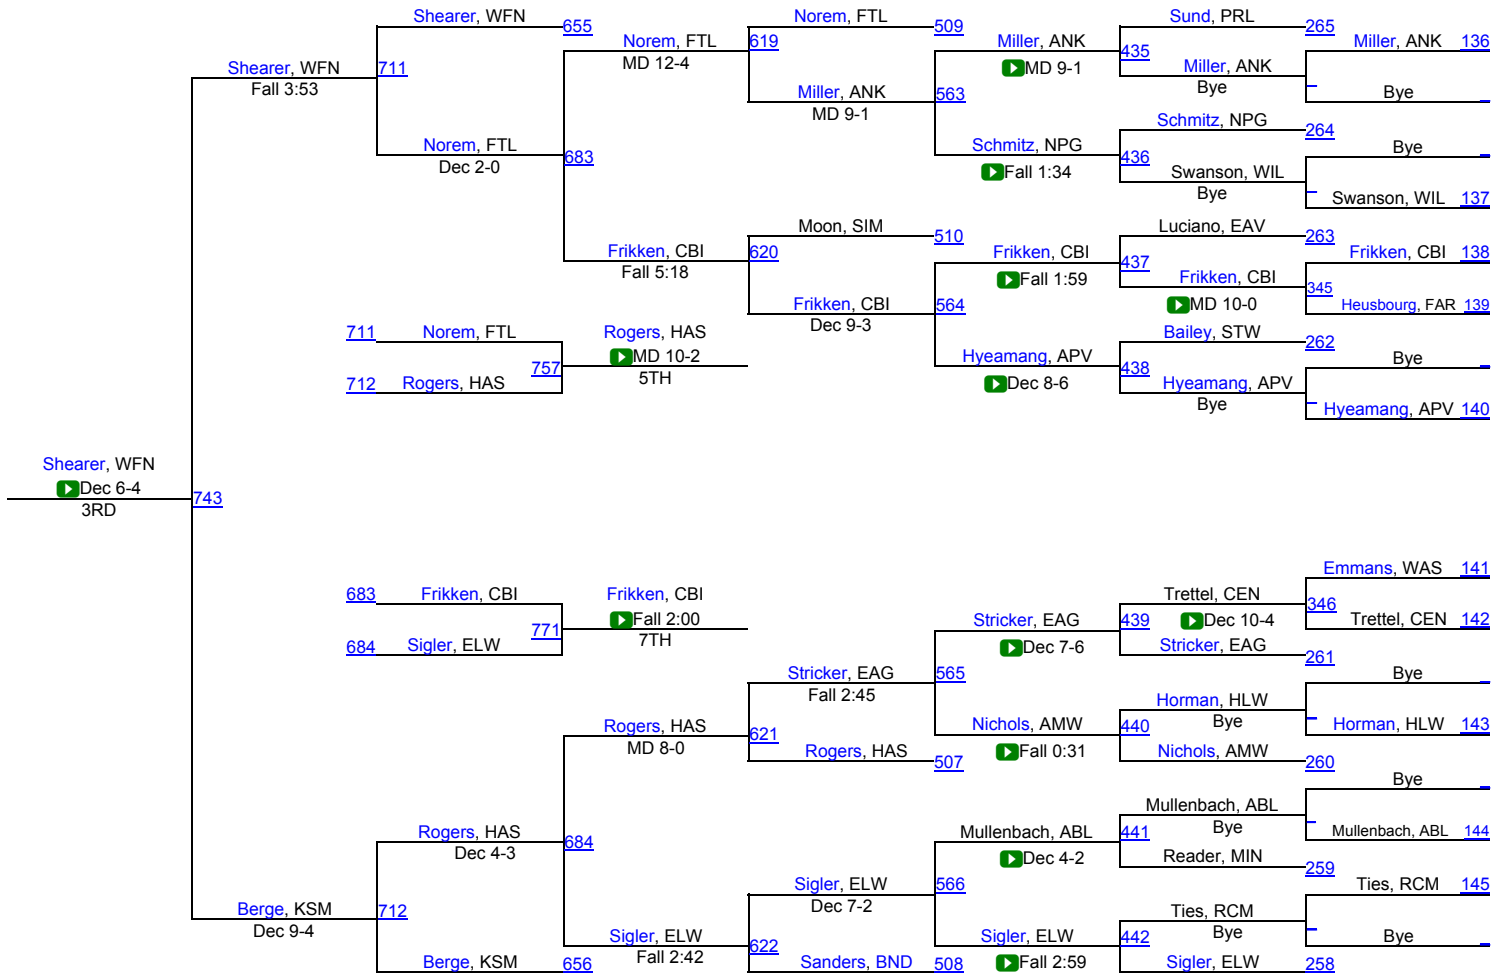 Shearer, WFN
655
Norem, FTL
509
Sund, PRL
265
Norem, FTL
619
Miller, ANK
435
Miller, ANK 136
MD 12-4
MD 9-1
Shearer, WFN
711
Miller, ANK
Fall 3:53
Bye
Miller, ANK
563
Bye
MD 9-1
Schmitz, NPG
264
Norem, FTL
683
Schmitz, NPG
436
Bye
Dec 2-0
Fall 1:34
Swanson, WIL
Bye
Swanson, WIL 137
Moon, SIM
510
Luciano, EAV
263
Frikken, CBI
620
Frikken, CBI
437
Frikken, CBI 138
Fall 5:18
Fall 1:59
Frikken, CBI
345
MD 10-0
Frikken, CBI
564
Heusbourg, FAR 139
Dec 9-3
711
Norem, FTL
Rogers, HAS
Bailey, STW
262
757
MD 10-2
Hyeamang, APV
438
Bye
5TH
Dec 8-6
712
Rogers, HAS
Hyeamang, APV
Bye
Hyeamang, APV 140
Shearer, WFN
Dec 6-4
743
3RD
Emmans, WAS 141
683
Frikken, CBI
Frikken, CBI
Trettel, CEN
346
771
Fall 2:00
Stricker, EAG
439
Dec 10-4
Trettel, CEN 142
7TH
Dec 7-6
684
Sigler, ELW
Stricker, EAG
261
Stricker, EAG
565
Bye
Fall 2:45
Horman, HLW
Bye
Rogers, HAS
621
Nichols, AMW
440
Horman, HLW 143
MD 8-0
Fall 0:31
Rogers, HAS
507
Nichols, AMW
260
Bye
Mullenbach, ABL
Bye
Rogers, HAS
684
Mullenbach, ABL
441
Mullenbach, ABL 144
Dec 4-3
Dec 4-2
Reader, MIN
259
Sigler, ELW
566
Ties, RCM 145
Dec 7-2
Berge, KSM
712
Ties, RCM
Dec 9-4
Bye
Sigler, ELW
622
Sigler, ELW
442
Bye
Fall 2:42
Fall 2:59
Berge, KSM
656
Sanders, BND
508
Sigler, ELW
258